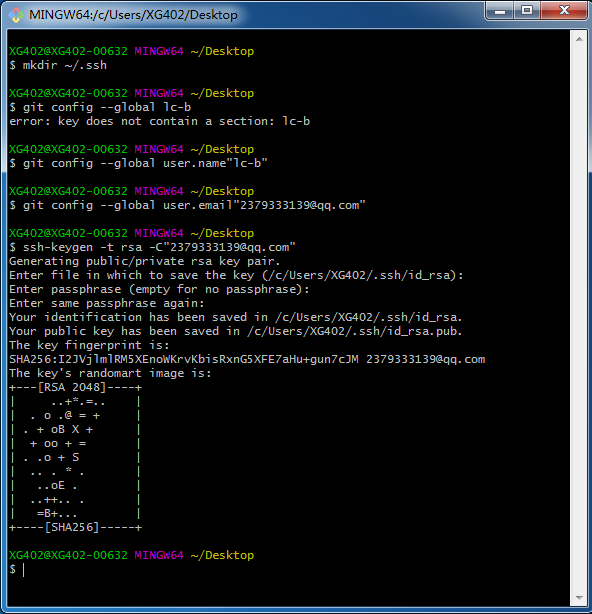 MINGW64:/c/Users/XG402/Desktop
XG402@XG402-00632 MINGW64 ~/Desktop
$ mkdir ~/.ssh
XG402@XG402-00632 MINGW64 ~/Desktop
$ git config --global lc-b
error: key does not contain a section: lc-b
XG402@XG402-00632 MINGW64 ~/Desktop
$ git config --global user.name"lc-b"
XG402@XG402-00632 MINGW64 ~/Desktop
$ git config --global user.email"2379333139@qq.com"
XG402@XG402-00632 MINGW64 ~/Desktop
$ ssh-keygen -t rsa -C"2379333139@qq.com"
Generating public/private rsa key pair.
Enter file in which to save the key (/c/Users/XG402/.ssh/id_rsa):
Enter passphrase (empty for no passphrase):
Enter same passphrase again:
Your identification has been saved in /c/Users/XG402/.ssh/id_rsa.
Your public key has been saved in /c/Users/XG402/.ssh/id_rsa.pub.
The key fingerprint is:
SHA256:I2JVjlmlRM5XEnoWKrvKbisRxnG5XFE7aHu+gun7cJM 2379333139@qq.com
The key's randomart image is:
+---[RSA 2048]----+
|     ..+*.=..    |
|  . o .@ = +     |
| . + oB X +      |
|  + oo + =       |
| . .o + S        |
|  .. . * .       |
|   ..oE .        |
|  ..++.. .       |
|   =B+...        |
+----[SHA256]-----+
XG402@XG402-00632 MINGW64 ~/Desktop
$